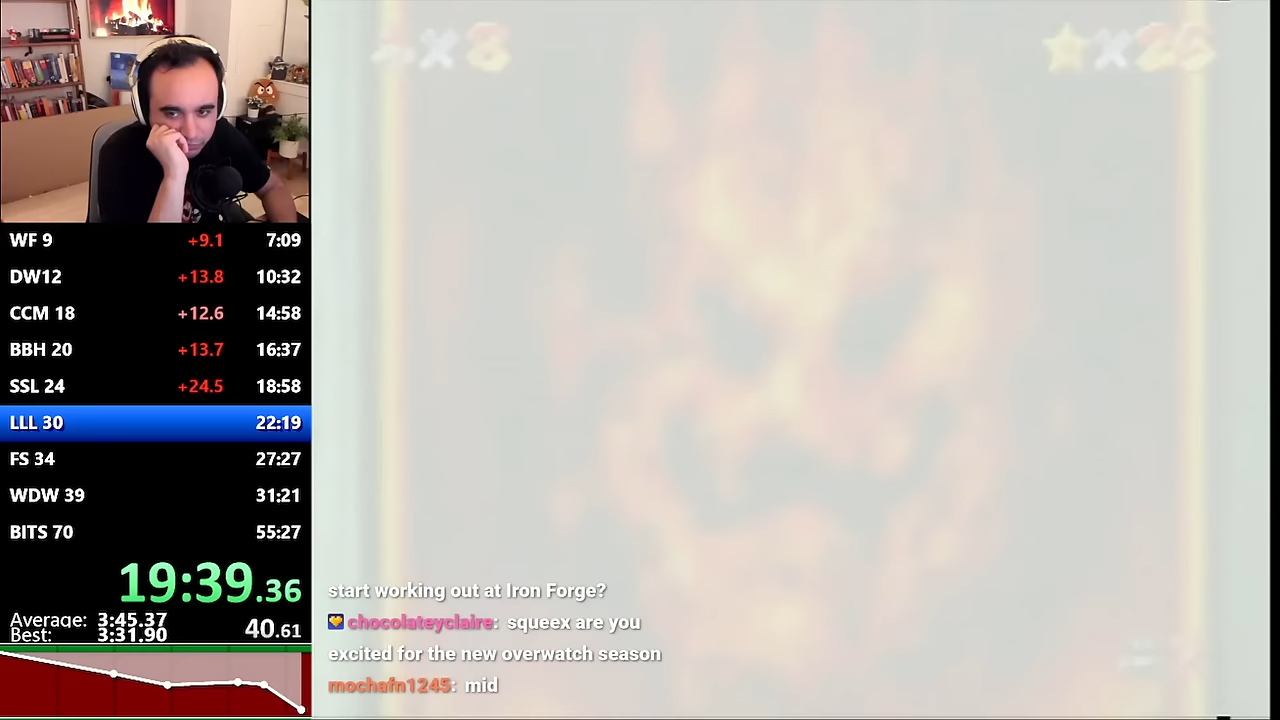 × 8
× 25
WF 9 +9.1 7:09
DW12 +13.8 10:32
CCM 18 +12.6 14:58
BBH 20 +13.7 16:37
SSL 24 +24.5 18:58
LLL 30 22:19
FS 34 27:27
WDW 39 31:21
BITS 70 55:27
19:39.36
Average: 3:45.37
Best: 3:31.90 40.61
start working out at Iron Forge?
chocolateyclaire: squeex are you
excited for the new overwatch season
mochafn1245: mid